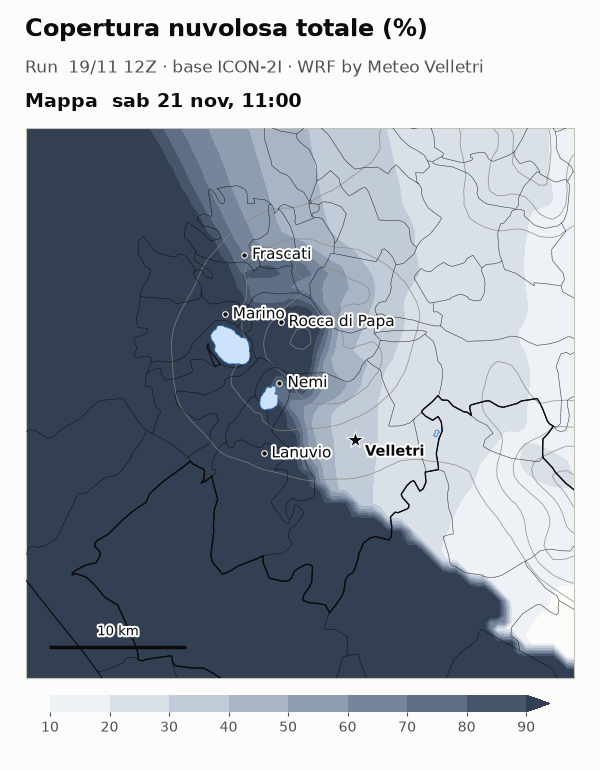 Copertura nuvolosa totale (%)
Run 19/11 12Z · base ICON-2I · WRF by Meteo Velletri
Mappa sab 21 nov, 11:00
Frascati
Marino
Rocca di Papa
Nemi
Lanuvio
Velletri
10 km
10 20 30 40 50 60 70 80 90